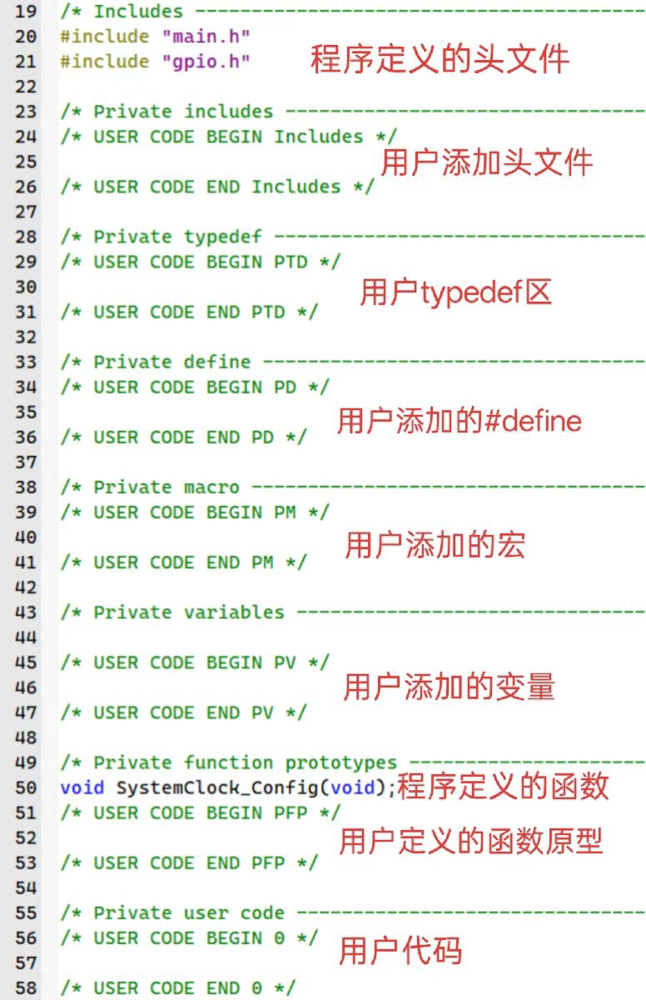 19 /* Includes ----------------------------------------
20 #include "main.h"
21 #include "gpio.h"
程序定义的头文件
22
23 /* Private includes --------------------------------
24 /* USER CODE BEGIN Includes */
25
用户添加头文件
26 /* USER CODE END Includes */
27
28 /* Private typedef ---------------------------------
29 /* USER CODE BEGIN PTD */
30
用户typedef区
31 /* USER CODE END PTD */
32
33 /* Private define ----------------------------------
34 /* USER CODE BEGIN PD */
35
用户添加的#define
36 /* USER CODE END PD */
37
38 /* Private macro -----------------------------------
39 /* USER CODE BEGIN PM */
40
用户添加的宏
41 /* USER CODE END PM */
42
43 /* Private variables -------------------------------
44
45 /* USER CODE BEGIN PV */
46
用户添加的变量
47 /* USER CODE END PV */
48
49 /* Private function prototypes ---------------------
50 void SystemClock_Config(void);程序定义的函数
51 /* USER CODE BEGIN PFP */
52
用户定义的函数原型
53 /* USER CODE END PFP */
54
55 /* Private user code -------------------------------
56 /* USER CODE BEGIN 0 */
用户代码
57
58 /* USER CODE END 0 */